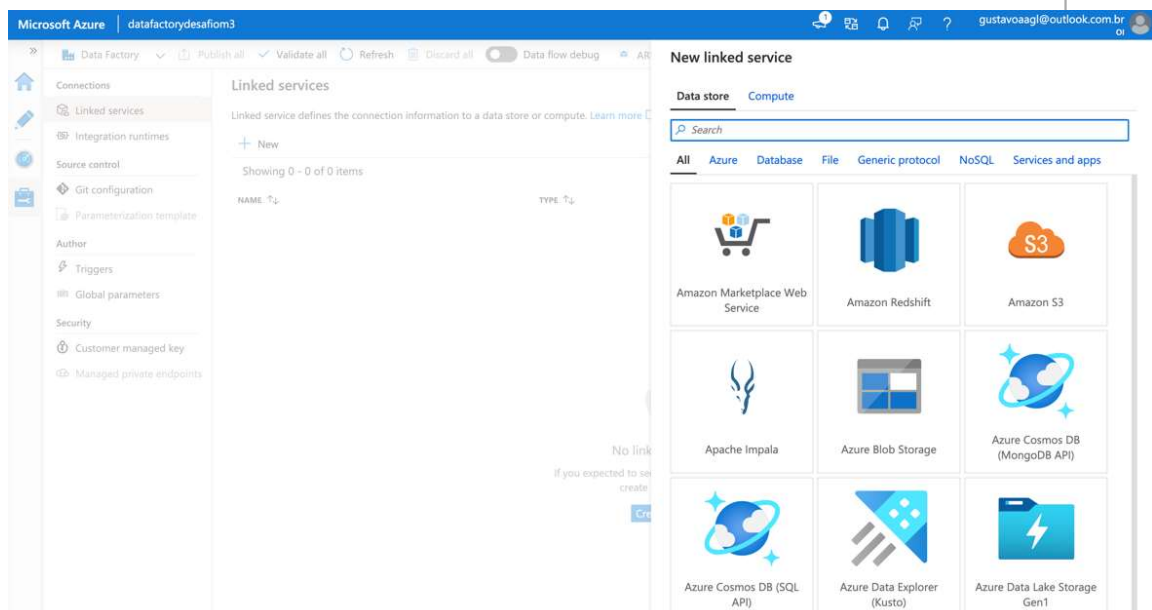 Microsoft Azure datafactorydesafiom3
1
?
gustavoaagl@outlook.com.br
OI
»
Data Factory
Publish all
Validate all
Refresh
Discard all
Data flow debug
AR
Connections
Linked services
Integration runtimes
Source control
Git configuration
Parameterization template
Author
Triggers
Global parameters
Security
Customer managed key
Managed private endpoints
Linked services
Linked service defines the connection information to a data store or compute. Learn more
+ New
Showing 0 - 0 of 0 items
NAME
TYPE
No link
If you expected to se
create
Cre
New linked service
Data store Compute
Search
All Azure Database File Generic protocol NoSQL Services and apps
Amazon Marketplace Web
Service
Amazon Redshift
S3
Amazon S3
Apache Impala
Azure Blob Storage
Azure Cosmos DB
(MongoDB API)
Azure Cosmos DB (SQL
API)
Azure Data Explorer
(Kusto)
Azure Data Lake Storage
Gen1